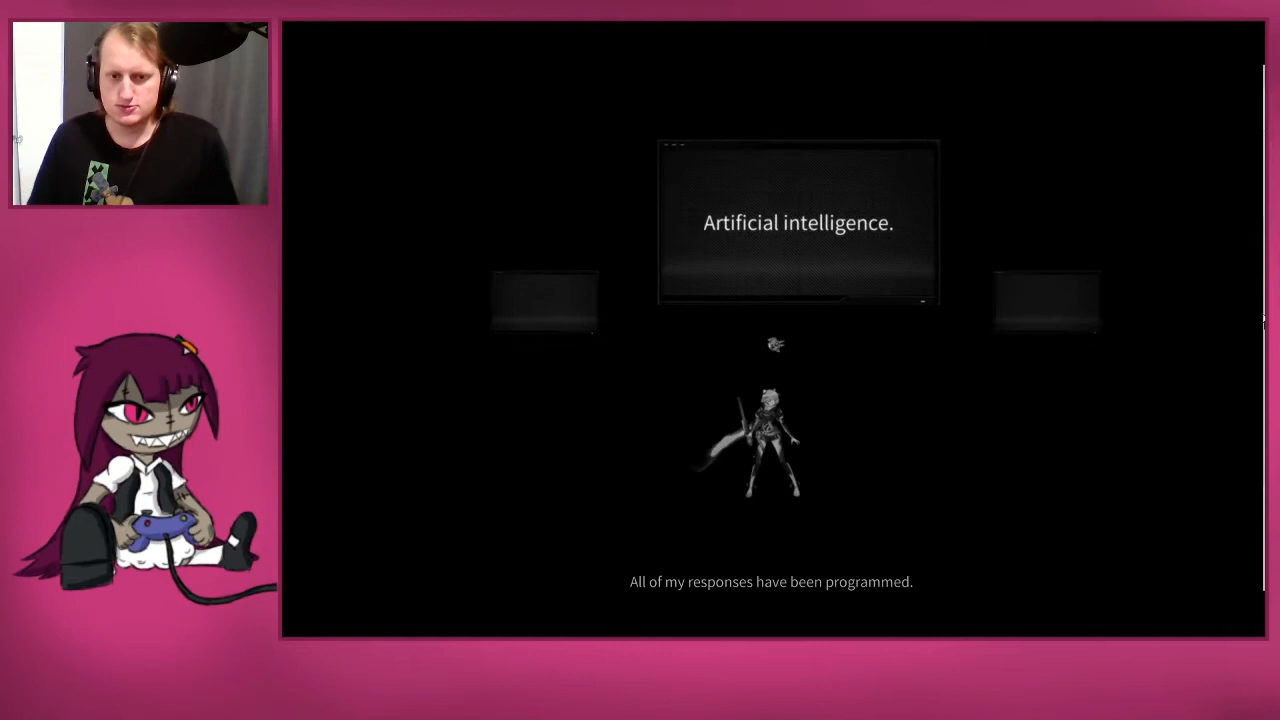 Artificial intelligence.
All of my responses have been programmed.